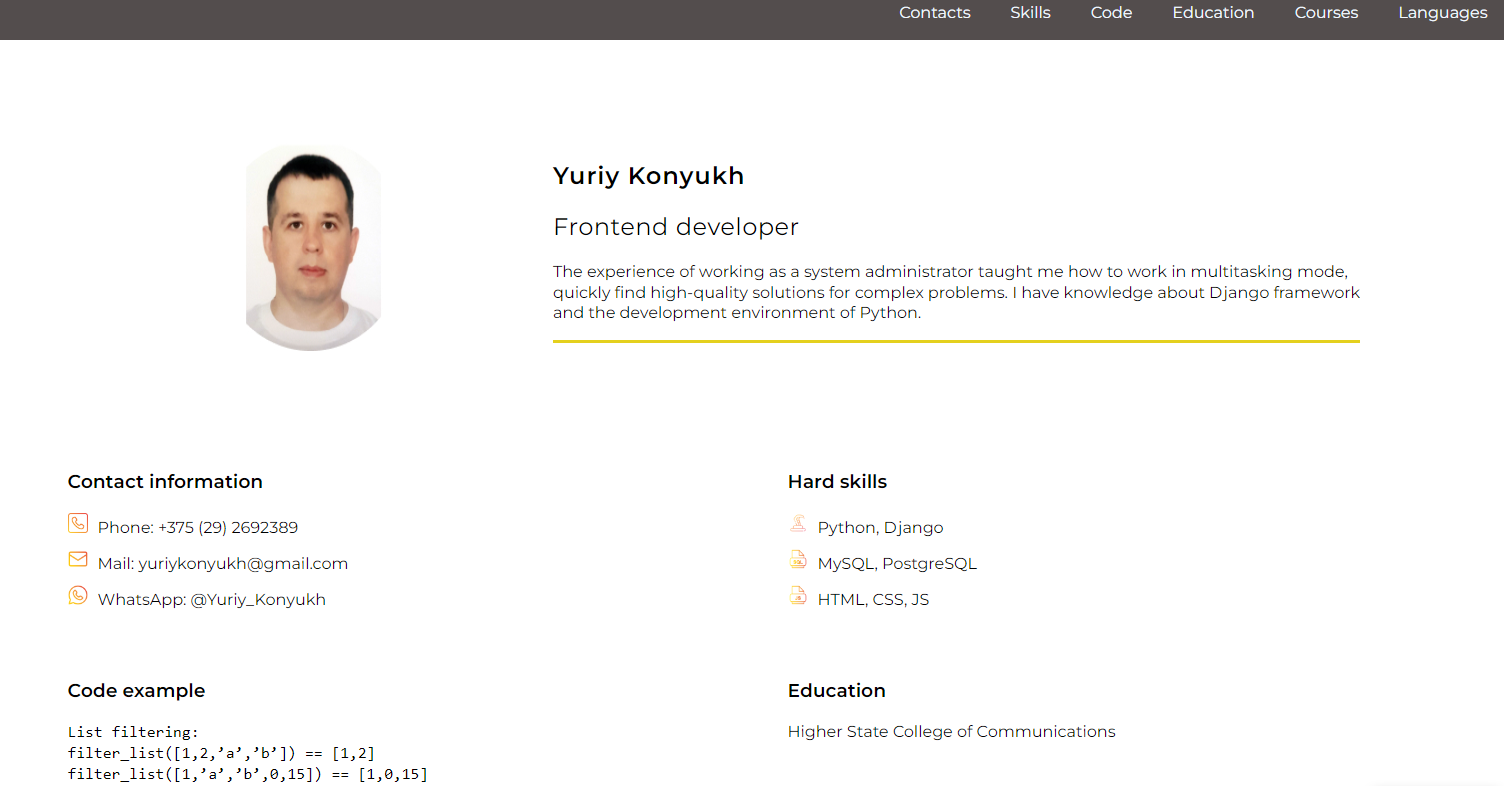 Contacts Skills Code Education Courses Languages
Yuriy Konyukh
Frontend developer
The experience of working as a system administrator taught me how to work in multitasking mode,
quickly find high-quality solutions for complex problems. I have knowledge about Django framework
and the development environment of Python.
Contact information
Phone: +375 (29) 2692389
Mail: yuriykonyukh@gmail.com
WhatsApp: @Yuriy_Konyukh
Hard skills
Python, Django
MySQL, PostgreSQL
HTML, CSS, JS
Code example
List filtering:
filter_list([1,2,’a’,’b’]) == [1,2]
filter_list([1,’a’,’b’,0,15]) == [1,0,15]
Education
Higher State College of Communications